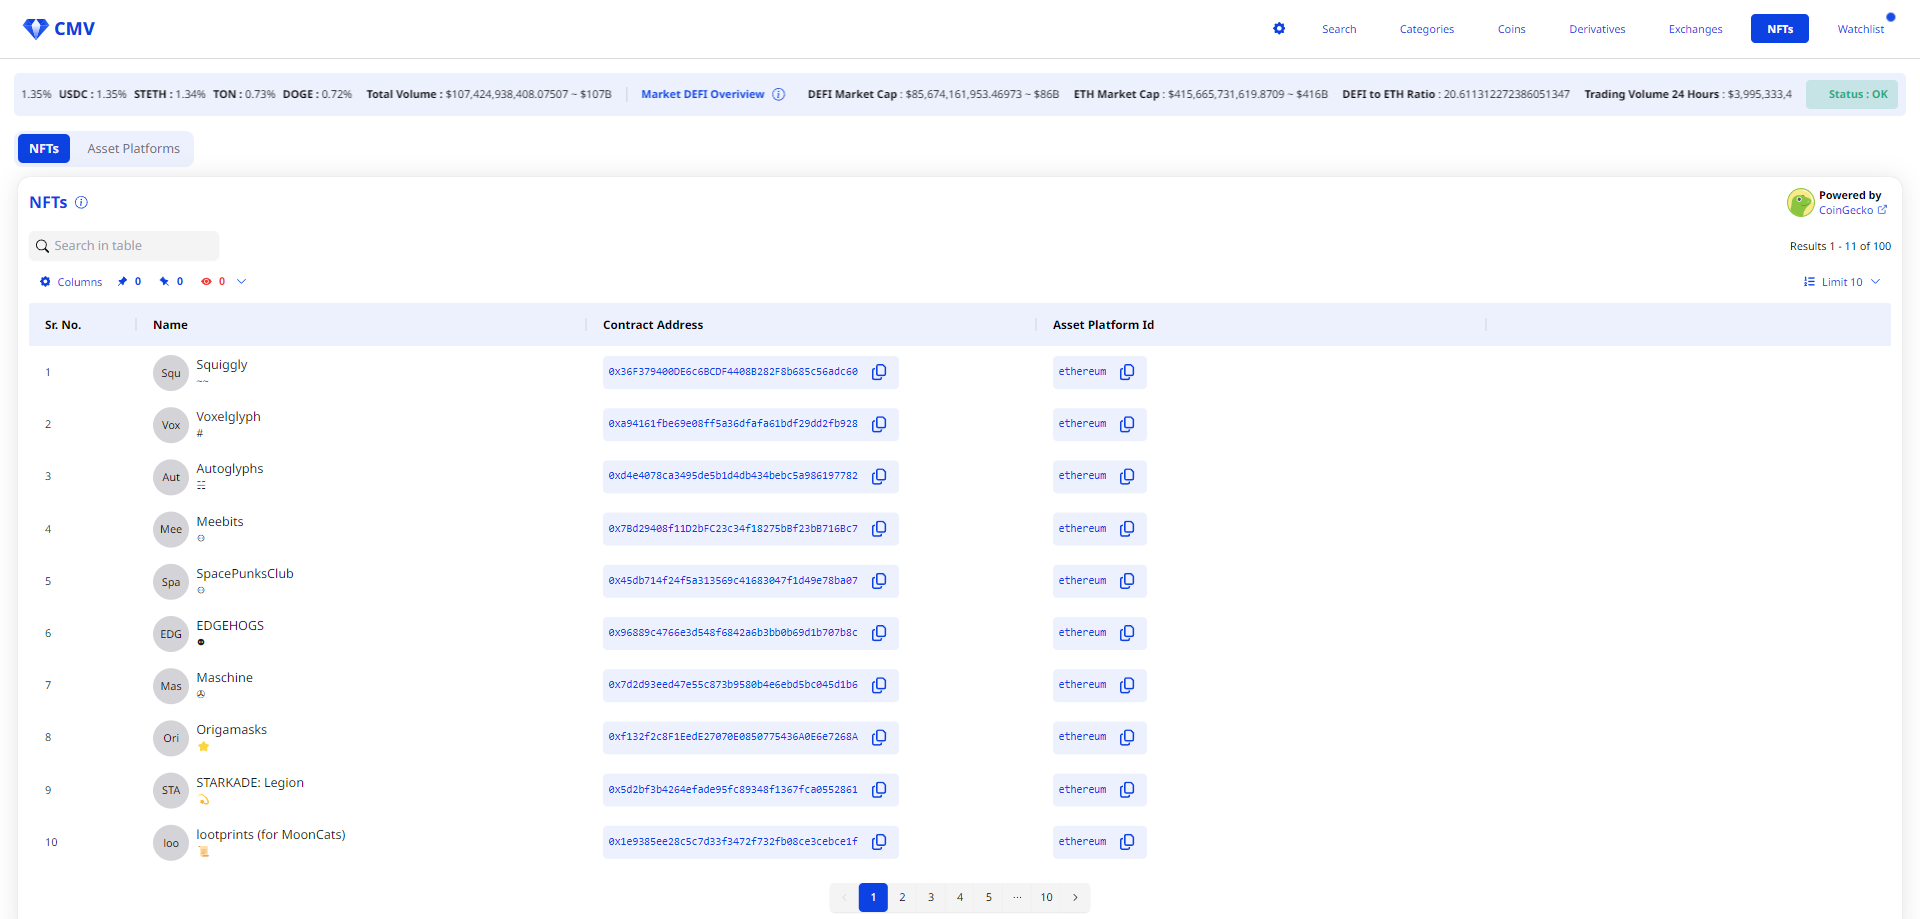 CMV
Search
Categories
Coins
Derivatives
Exchanges
NFTs
Watchlist
1.35% USDC : 1.35% STETH : 1.34% TON : 0.73% DOGE : 0.72% Total Volume : $107,424,938,408.07507 ~ $107B
Market DEFI Overiview
DEFI Market Cap : $85,674,161,953.46973 ~ $86B ETH Market Cap : $415,665,731,619.8709 ~ $416B DEFI to ETH Ratio : 20.611312272386051347 Trading Volume 24 Hours : $3,995,333,4
Status : OK
NFTs
Asset Platforms
NFTs
Powered by
CoinGecko
Search in table
Results 1 - 11 of 100
Columns 0 0 0
Limit 10
Sr. No. Name Contract Address Asset Platform Id
1 Squ Squiggly 0x36F379400DE6c6BCDF4408B282F8b685c56adc60 ethereum
~~
2 Vox Voxelglyph 0xa94161fbe69e08ff5a36dfafa61bdf29dd2fb928 ethereum
#
3 Aut Autoglyphs 0xd4e4078ca3495de5b1d4db434bebc5a986197782 ethereum
4 Mee Meebits 0x7Bd29408f11D2bFC23c34f18275bBf23bB716Bc7 ethereum
5 Spa SpacePunksClub 0x45db714f24f5a313569c41683047f1d49e78ba07 ethereum
6 EDG EDGEHOGS 0x96889c4766e3d548f6842a6b3bb0b69d1b707b8c ethereum
7 Mas Maschine 0x7d2d93eed47e55c873b9580b4e6ebd5bc045d1b6 ethereum
8 Ori Origamasks 0xf132f2c8F1EedE27070E0850775436A0E6e7268A ethereum
9 STA STARKADE: Legion 0x5d2bf3b4264efade95fc89348f1367fca0552861 ethereum
10 loo lootprints (for MoonCats) 0x1e9385ee28c5c7d33f3472f732fb08ce3cebce1f ethereum
1 2 3 4 5 ··· 10